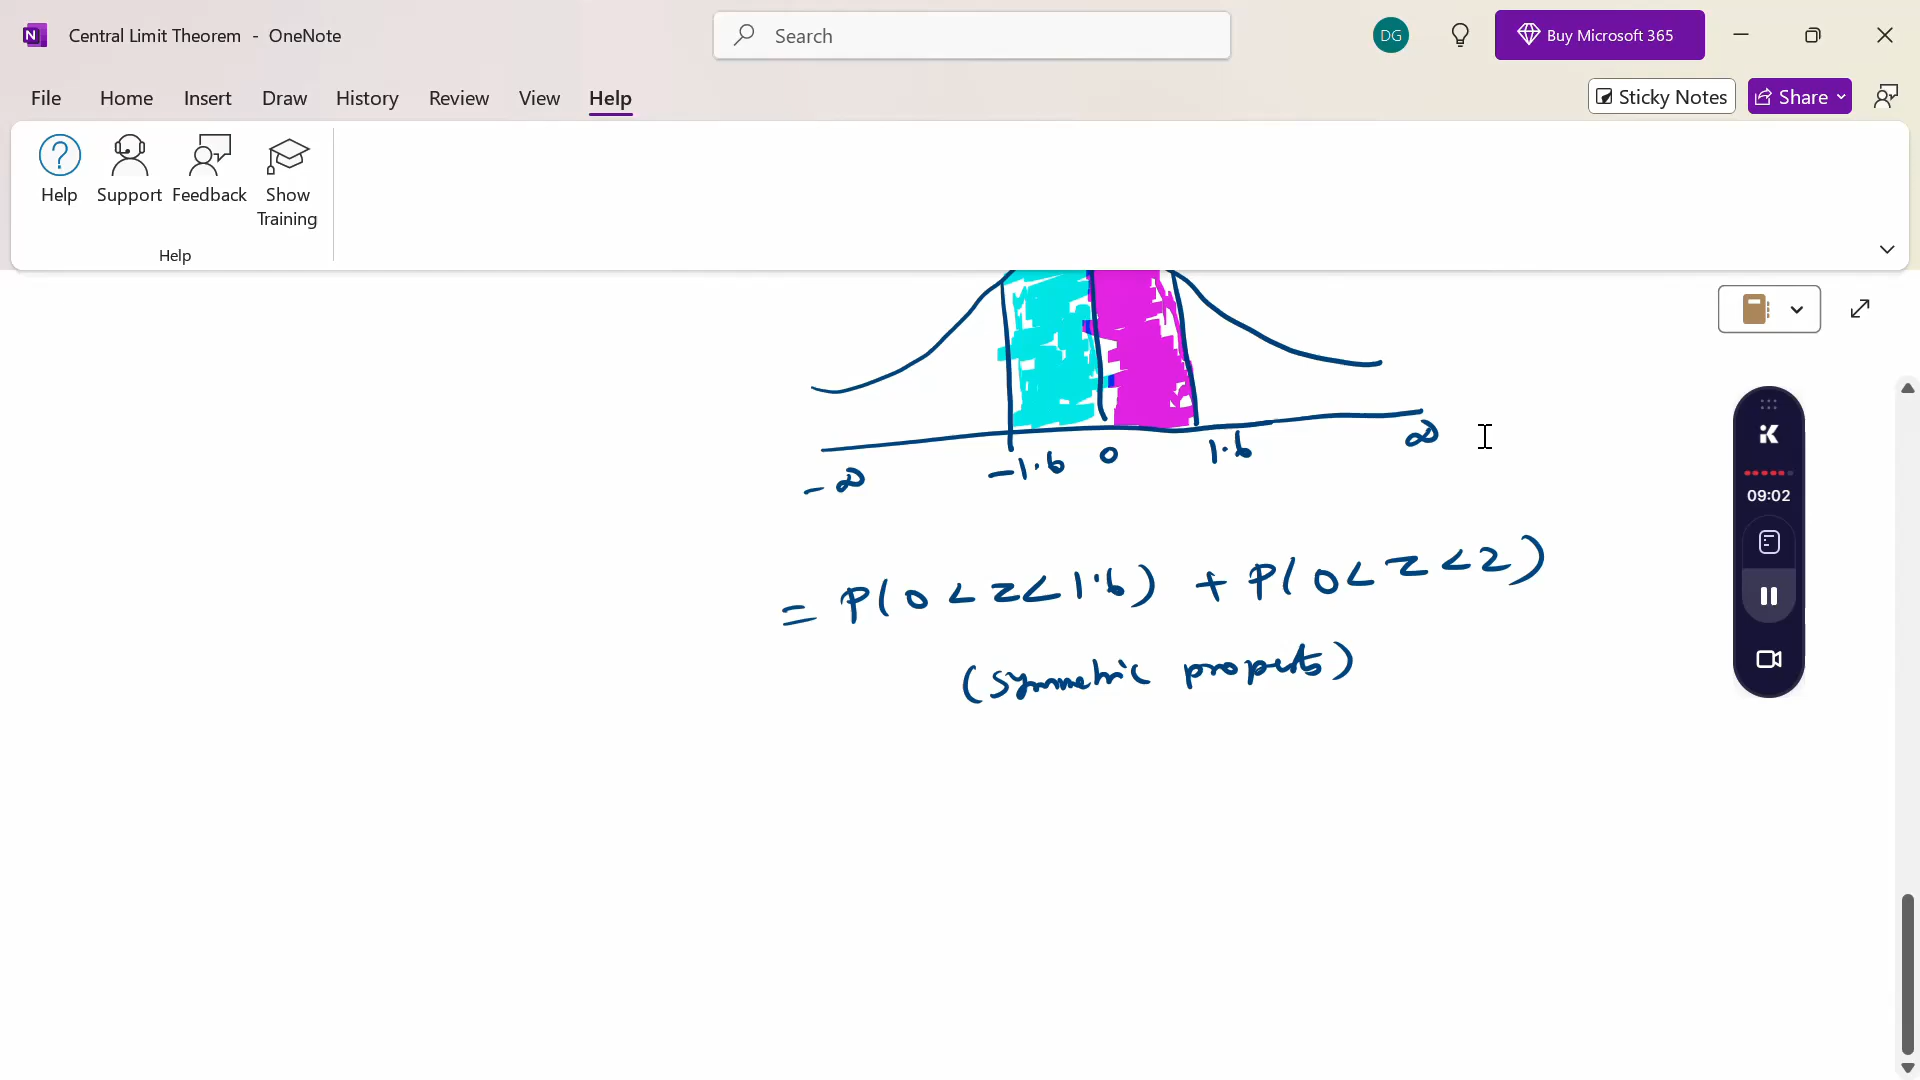 Central Limit Theorem - OneNote
Search
DG
Buy Microsoft 365
File Home Insert Draw History Review View Help
Sticky Notes
Share
Help
Support
Feedback
Show Training
Help
-∞ -1.6 0 1.6 ∞
09:02
= P(0 < z < 1.6) + P(0 < z < 2)
(symmetric property)